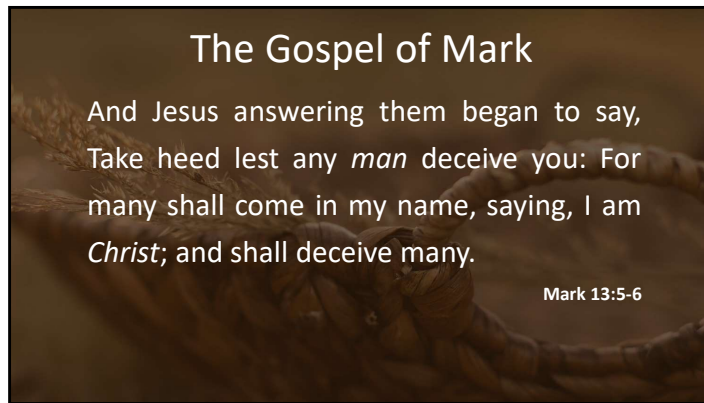 The Gospel of Mark
And Jesus answering them began to say,
Take heed lest any man deceive you: For
many shall come in my name, saying, I am
Christ; and shall deceive many.
Mark 13:5-6